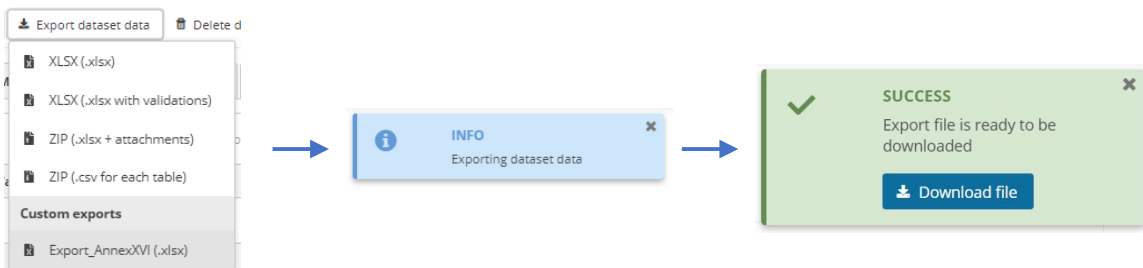 Export dataset data
Delete d
XLSX (.xlsx)
XLSX (.xlsx with validations)
ZIP (.xlsx + attachments)
ZIP (.csv for each table)
Custom exports
Export_AnnexXVI (.xlsx)
INFO
Exporting dataset data
SUCCESS
Export file is ready to be
downloaded
Download file